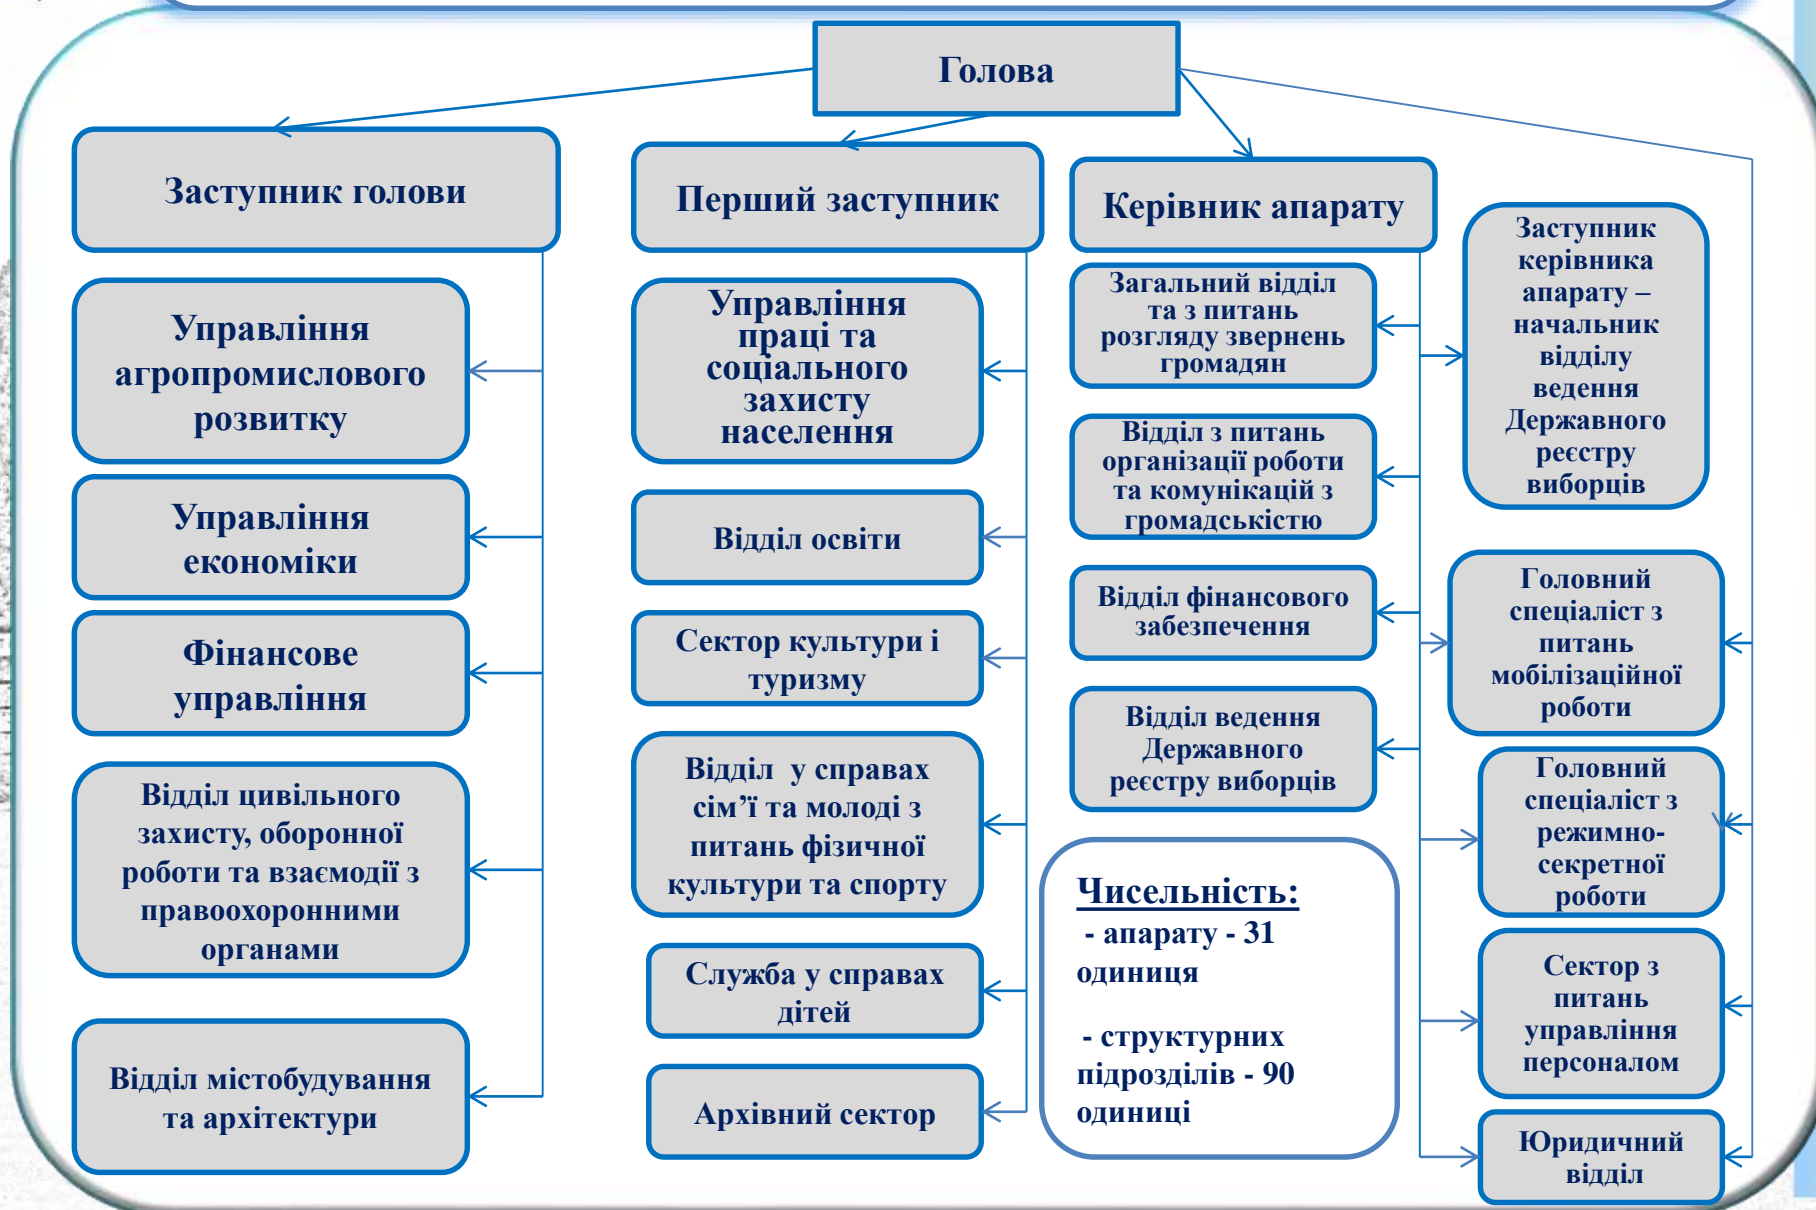 Голова
Заступник голови
Управління
агропромислового
розвитку
Управління
економіки
Фінансове
управління
Відділ цивільного
захисту, оборонної
роботи та взаємодії з
правоохоронними
органами
Відділ містобудування
та архітектури
Перший заступник
Управління
праці та
соціального
захисту
населення
Відділ освіти
Сектор культури і
туризму
Відділ у справах
сім’ї та молоді з
питань фізичної
культури та спорту
Служба у справах
дітей
Архівний сектор
Керівник апарату
Загальний відділ
та з питань
розгляду звернень
громадян
Відділ з питань
організації роботи
та комунікацій з
громадськістю
Відділ фінансового
забезпечення
Відділ ведення
Державного
реєстру виборців
Чисельність:
- апарату - 31
одиниця
- структурних
підрозділів - 90
одиниці
Заступник
керівника
апарату –
начальник
відділу
ведення
Державного
реєстру
виборців
Головний
спеціаліст з
питань
мобілізаційної
роботи
Головний
спеціаліст з
режимно-
секретної
роботи
Сектор з
питань
управління
персоналом
Юридичний
відділ